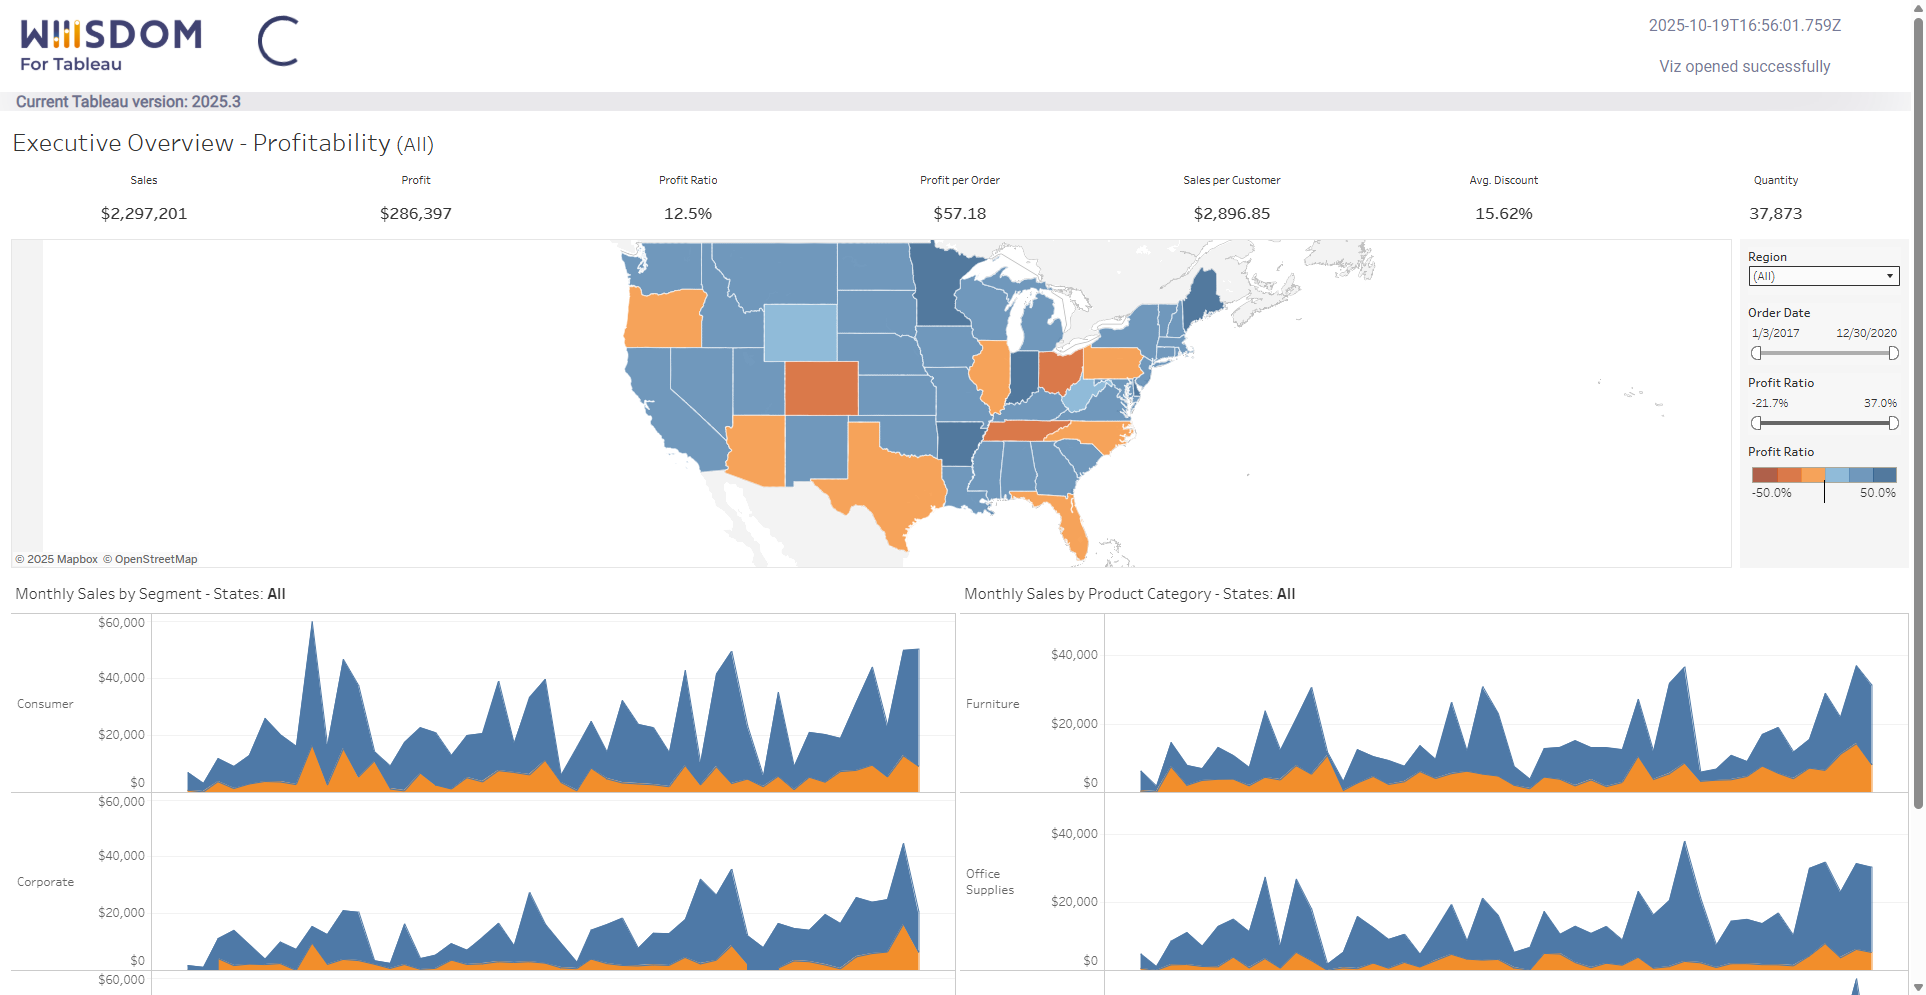 WIIISDOM
For Tableau
2025-10-19T16:56:01.759Z
Viz opened successfully
Current Tableau version: 2025.3
Executive Overview - Profitability (All)
Sales
Profit
Profit Ratio
Profit per Order
Sales per Customer
Avg. Discount
Quantity
$2,297,201
$286,397
12.5%
$57.18
$2,896.85
15.62%
37,873
Region
(All)
Order Date
1/3/2017
12/30/2020
Profit Ratio
-21.7%
37.0%
Profit Ratio
-50.0%
50.0%
© 2025 Mapbox © OpenStreetMap
Monthly Sales by Segment - States: All
$60,000
$40,000
Consumer
$20,000
$0
$60,000
$40,000
Corporate
$20,000
$0
$60,000
Monthly Sales by Product Category - States: All
$40,000
Furniture
$20,000
$0
$40,000
Office
Supplies
$20,000
$0